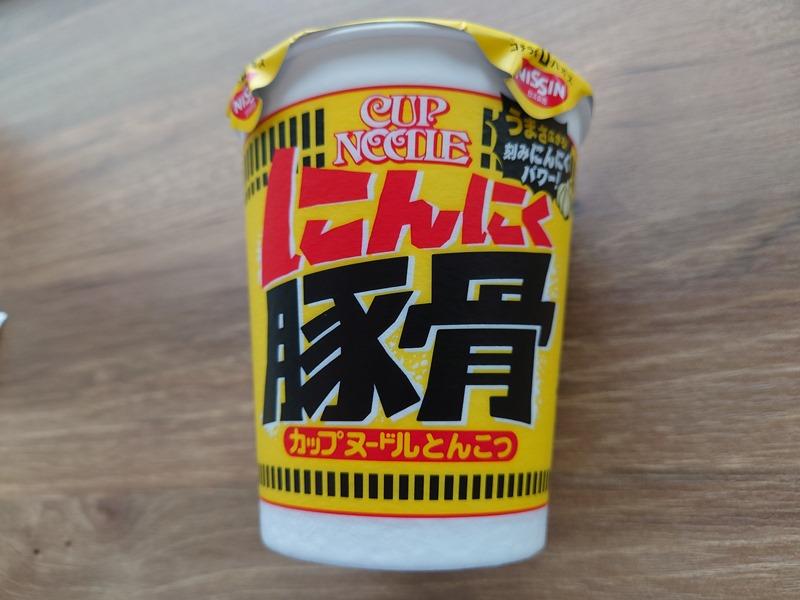 NISSIN
CUP
NOODLE
うまさ
刻みにんにく
パワー!
にんにく
豚骨
カップヌードルとんこつ